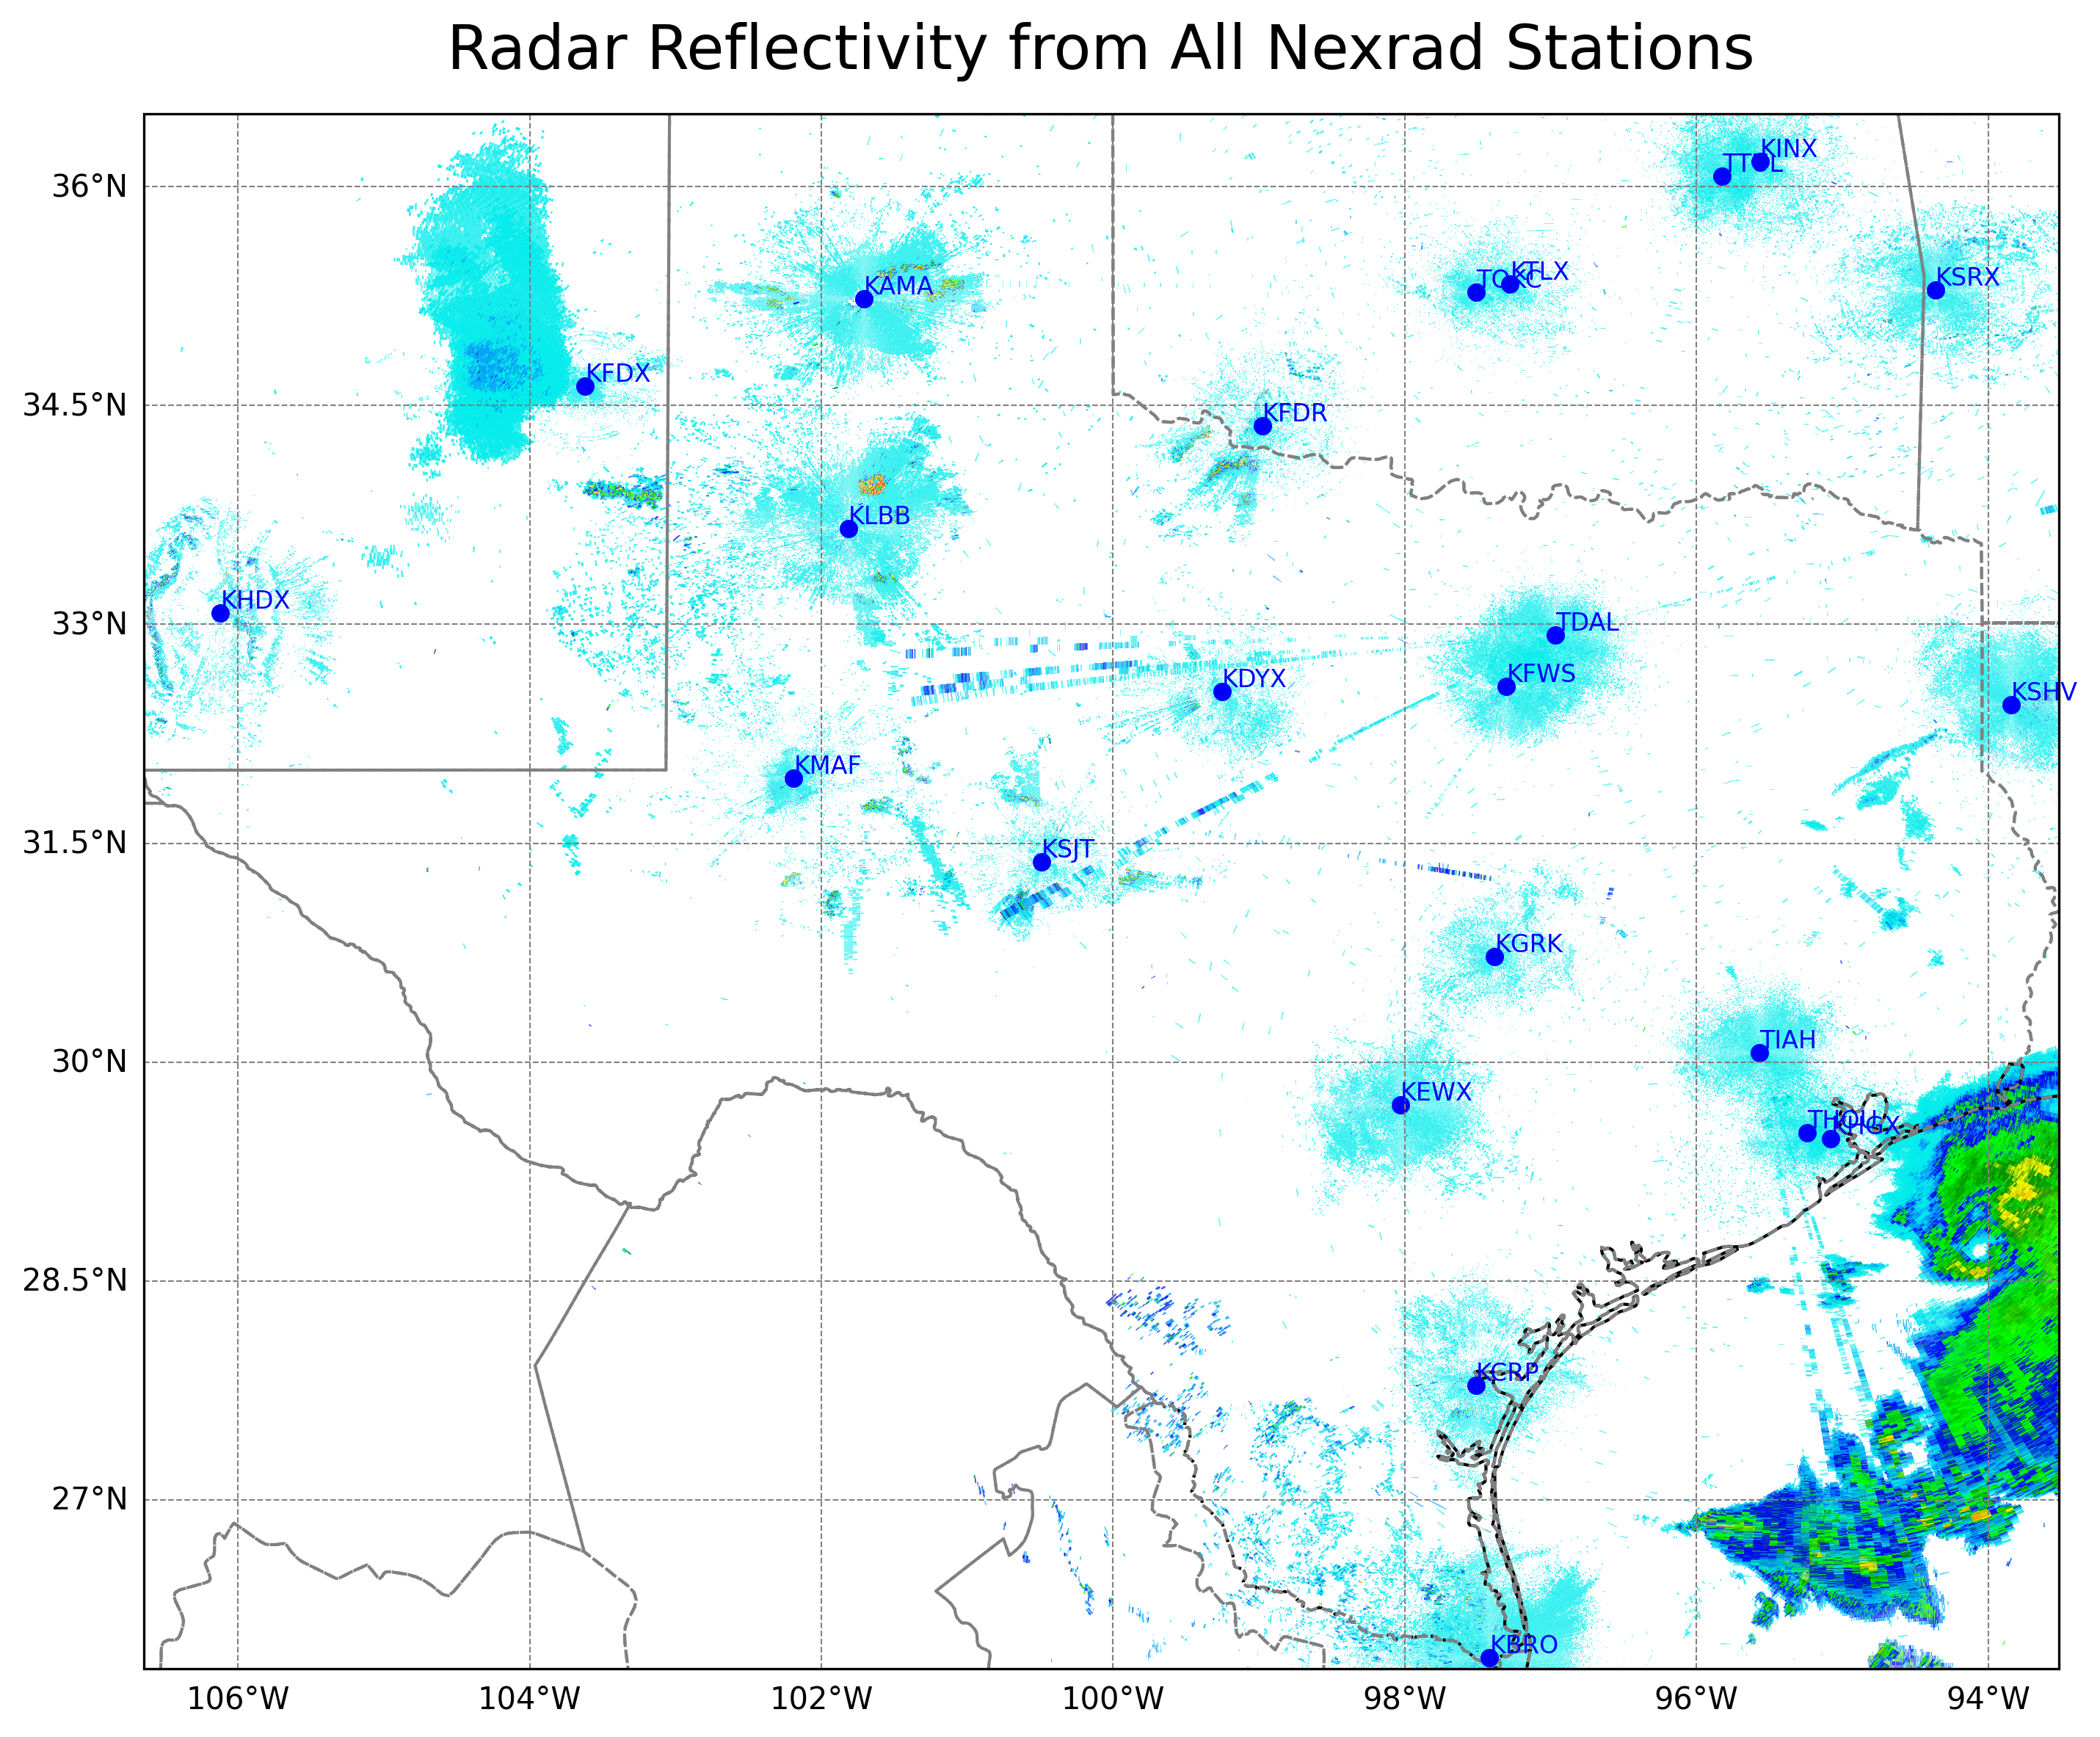 Radar Reflectivity from All Nexrad Stations
36°N
34.5°N
33°N
31.5°N
30°N
28.5°N
27°N
KINX
KTLX
KSRX
KAMA
KFDX
KFDR
KLBB
KHDX
TDAL
KFWS
KDYX
KSHV
KMAF
KSJT
KGRK
TIAH
KEWX
THOU
KHGX
KCRP
KBRO
106°W
104°W
102°W
100°W
98°W
96°W
94°W